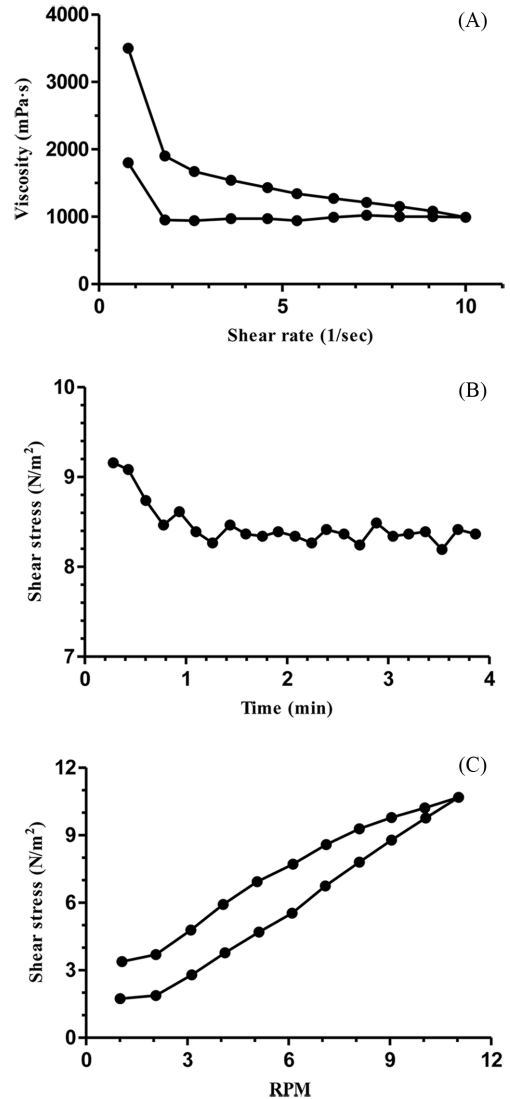 (A)
Viscosity (mPa·s)
4000
3000
2000
1000
0
0 5 10
Shear rate (1/sec)
(B)
Shear stress (N/m²)
10
9
8
7
0 1 2 3 4
Time (min)
(C)
Shear stress (N/m²)
12
9
6
3
0
0 3 6 9 12
RPM